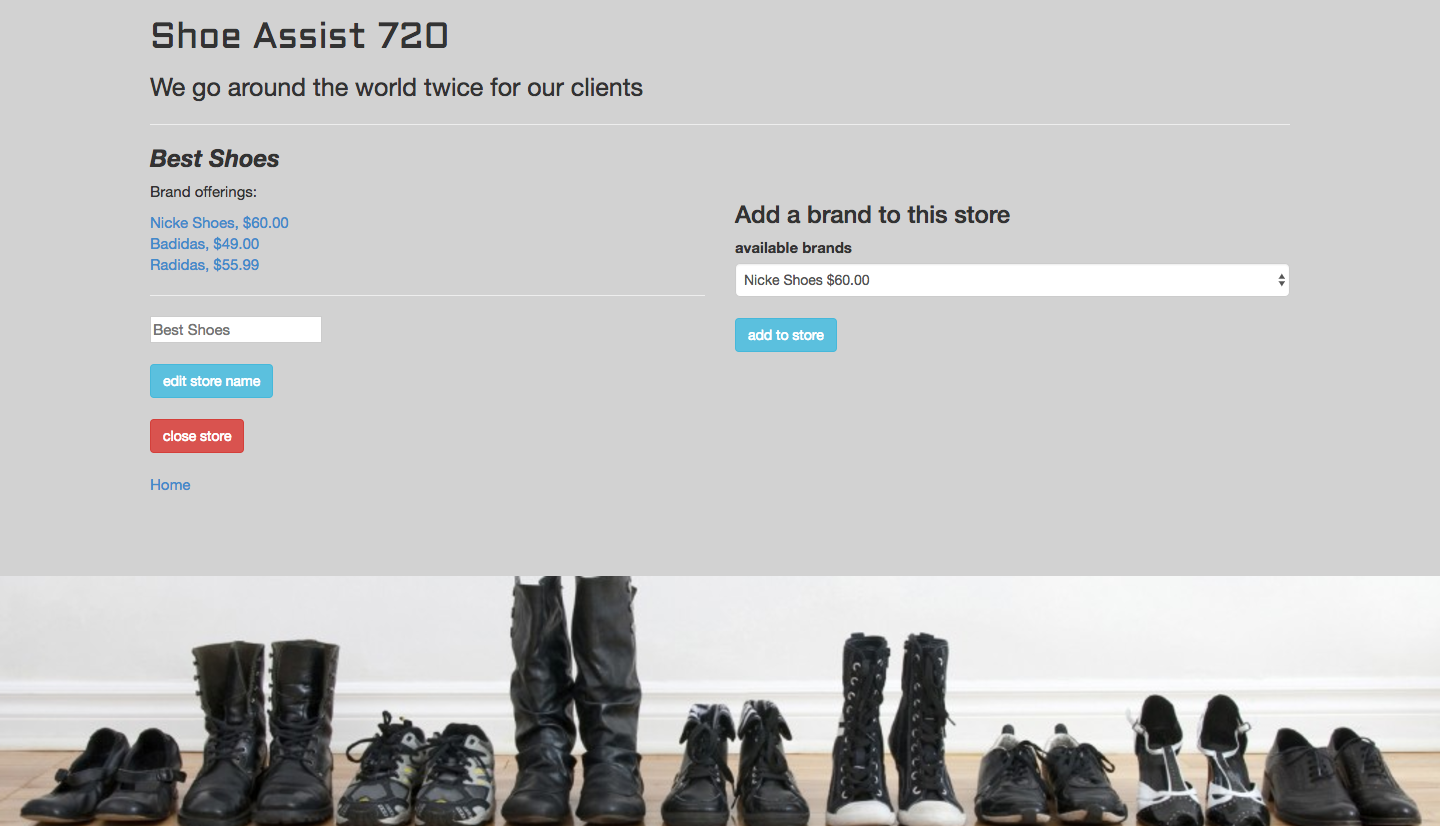 Shoe Assist 720
We go around the world twice for our clients
Best Shoes
Brand offerings:
Nicke Shoes, $60.00
Badidas, $49.00
Radidas, $55.99
Best Shoes
edit store name
close store
Home
Add a brand to this store
available brands
Nicke Shoes $60.00
add to store